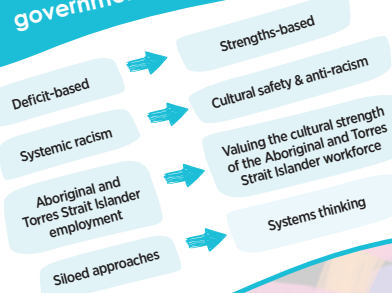 governme
Deficit-based
Strengths-based
Systemic racism
Cultural safety & anti-racism
Aboriginal and
Torres Strait Islander
employment
Valuing the cultural strength
of the Aboriginal and Torres
Strait Islander workforce
Siloed approaches
Systems thinking